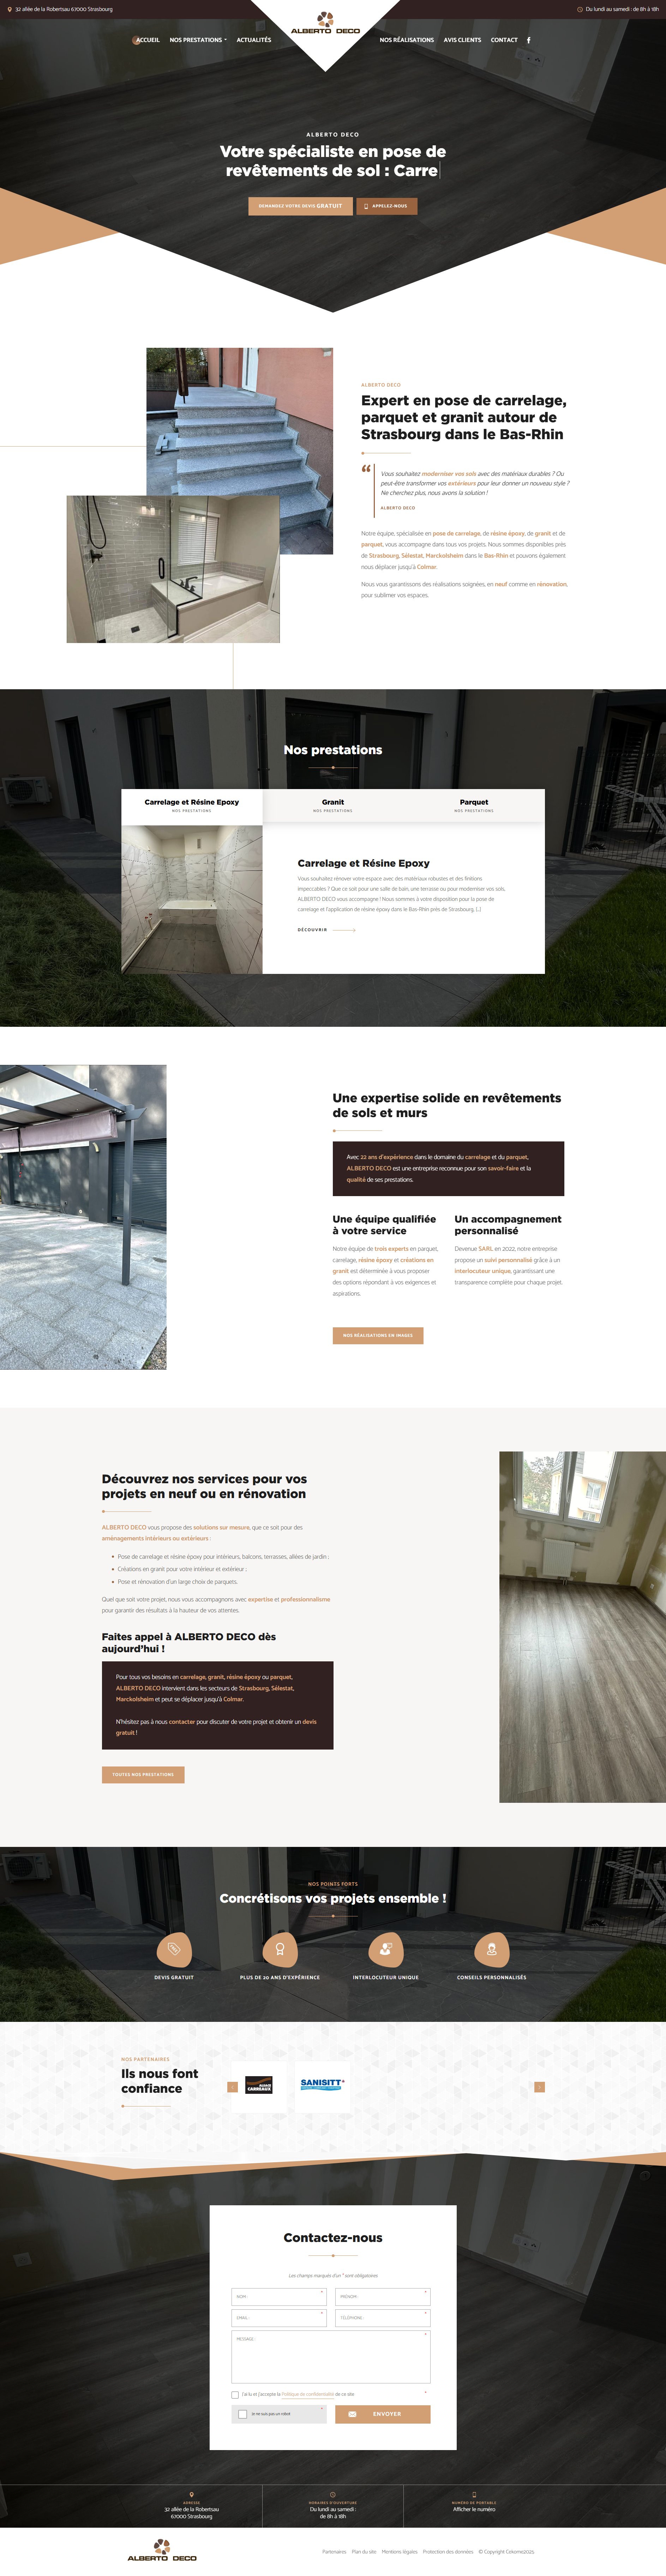 32 allée de la Robertsau 67000 Strasbourg
Du lundi au samedi : de 8h à 18h
ACCUEIL
NOS PRESTATIONS
ACTUALITÉS
ALBERTO DECO
NOS RÉALISATIONS
AVIS CLIENTS
CONTACT
ALBERTO DECO
Votre spécialiste en pose de
revêtements de sol : Carre
DEMANDEZ VOTRE DEVIS GRATUIT
APPELEZ-NOUS
ALBERTO DECO
Expert en pose de carrelage,
parquet et granit autour de
Strasbourg dans le Bas-Rhin
Vous souhaitez moderniser vos sols avec des matériaux durables ? Ou
peut-être transformer vos extérieurs pour leur donner un nouveau style ?
Ne cherchez plus, nous avons la solution !
ALBERTO DECO
Notre équipe, spécialisée en pose de carrelage, de résine époxy, de granit et de
parquet, vous accompagne dans tous vos projets. Nous sommes disponibles près
de Strasbourg, Sélestat, Marckolsheim dans le Bas-Rhin et pouvons également
nous déplacer jusqu'à Colmar.
Nous vous garantissons des réalisations soignées, en neuf comme en rénovation,
pour sublimer vos espaces.
Nos prestations
Carrelage et Résine Epoxy
NOS PRESTATIONS
Granit
NOS PRESTATIONS
Parquet
NOS PRESTATIONS
Carrelage et Résine Epoxy
Vous souhaitez rénover votre espace avec des matériaux robustes et des finitions
impeccables ? Que ce soit pour une salle de bain, une terrasse ou pour moderniser vos sols,
ALBERTO DECO vous accompagne ! Nous sommes à votre disposition pour la pose de
carrelage et l'application de résine époxy dans le Bas-Rhin près de Strasbourg, [...]
DÉCOUVRIR
Une expertise solide en revêtements
de sols et murs
Avec 22 ans d'expérience dans le domaine du carrelage et du parquet,
ALBERTO DECO est une entreprise reconnue pour son savoir-faire et la
qualité de ses prestations.
Une équipe qualifiée
à votre service
Notre équipe de trois experts en parquet,
carrelage, résine époxy et créations en
granit est déterminée à vous proposer
des options répondant à vos exigences et
aspirations.
Un accompagnement
personnalisé
Devenue SARL en 2022, notre entreprise
propose un suivi personnalisé grâce à un
interlocuteur unique, garantissant une
transparence complète pour chaque projet.
NOS RÉALISATIONS EN IMAGES
Découvrez nos services pour vos
projets en neuf ou en rénovation
ALBERTO DECO vous propose des solutions sur mesure, que ce soit pour des
aménagements intérieurs ou extérieurs :
Pose de carrelage et résine époxy pour intérieurs, balcons, terrasses, allées de jardin ;
Créations en granit pour votre intérieur et extérieur ;
Pose et rénovation d'un large choix de parquets.
Quel que soit votre projet, nous vous accompagnons avec expertise et professionnalisme
pour garantir des résultats à la hauteur de vos attentes.
Faites appel à ALBERTO DECO dès
aujourd'hui !
Pour tous vos besoins en carrelage, granit, résine époxy ou parquet,
ALBERTO DECO intervient dans les secteurs de Strasbourg, Sélestat,
Marckolsheim et peut se déplacer jusqu'à Colmar.
N'hésitez pas à nous contacter pour discuter de votre projet et obtenir un devis
gratuit !
TOUTES NOS PRESTATIONS
NOS POINTS FORTS
Concrétisons vos projets ensemble !
DEVIS GRATUIT
PLUS DE 20 ANS D'EXPÉRIENCE
INTERLOCUTEUR UNIQUE
CONSEILS PERSONNALISÉS
NOS PARTENAIRES
Ils nous font
confiance
CARREAUX
SANISITT
Contactez-nous
Les champs marqués d'un * sont obligatoires
NOM : *
PRÉNOM : *
EMAIL : *
TÉLÉPHONE : *
MESSAGE : *
J'ai lu et j'accepte la Politique de confidentialité de ce site *
Je ne suis pas un robot *
ENVOYER
ADRESSE
32 allée de la Robertsau
67000 Strasbourg
HORAIRES D'OUVERTURE
Du lundi au samedi :
de 8h à 18h
NUMÉRO DE PORTABLE
Afficher le numéro
ALBERTO DECO
Partenaires
Plan du site
Mentions légales
Protection des données
© Copyright Cekome2025